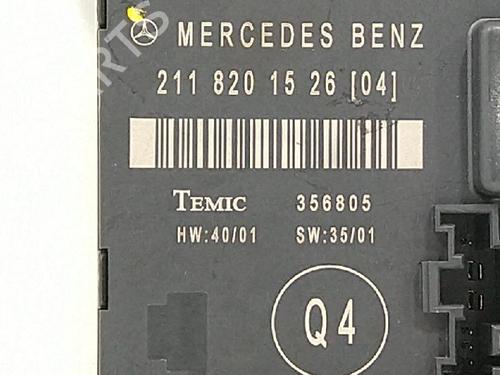 MERCEDES BENZ
211 820 15 26 [04]
TEMIC 356805
HW:40/01 SW:35/01
Q4